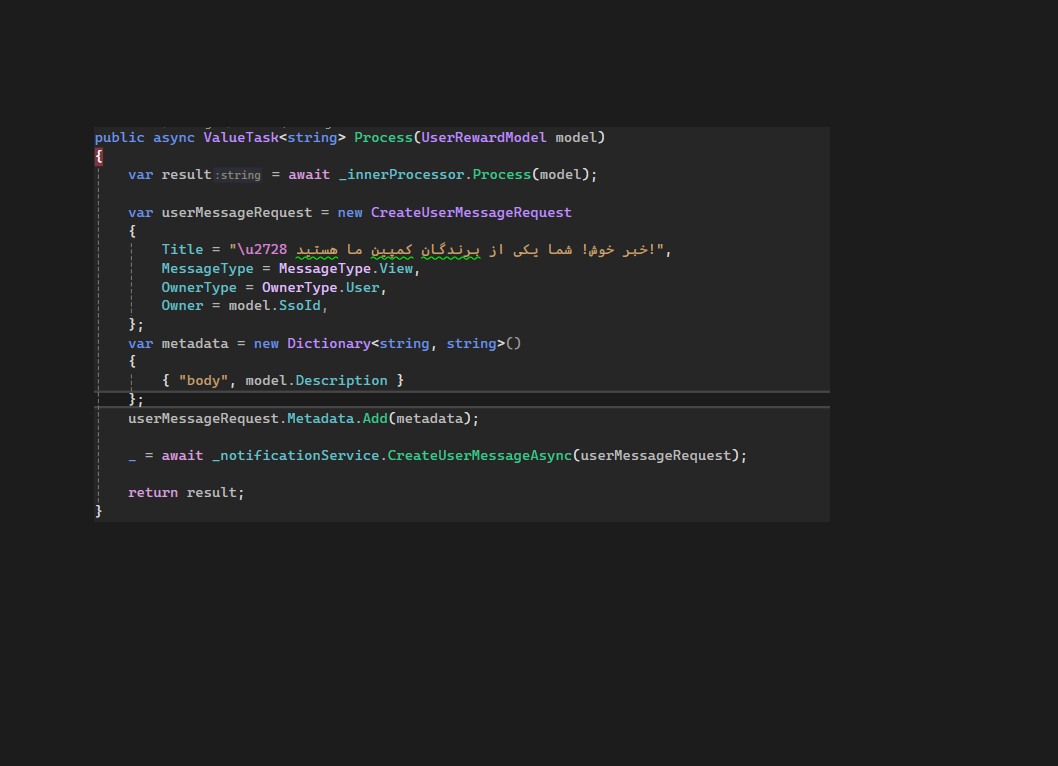 public async ValueTask<string> Process(UserRewardModel model)
{
var result:string = await _innerProcessor.Process(model);
var userMessageRequest = new CreateUserMessageRequest
{
Title = "\u2728 خبر خوش! شما یکی از برندگان کمپین ما هستید!",
MessageType = MessageType.View,
OwnerType = OwnerType.User,
Owner = model.SsoId,
};
var metadata = new Dictionary<string, string>()
{
{ "body", model.Description }
};
userMessageRequest.Metadata.Add(metadata);
_ = await _notificationService.CreateUserMessageAsync(userMessageRequest);
return result;
}